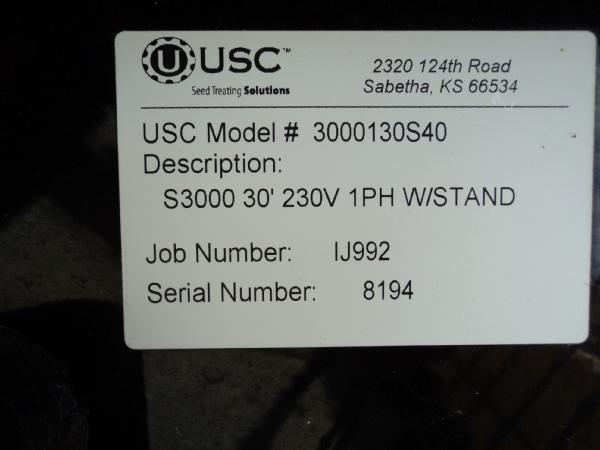 U USC™
Seed Treating Solutions
2320 124th Road
Sabetha, KS 66534
USC Model # 3000130S40
Description:
S3000 30' 230V 1PH W/STAND
Job Number: IJ992
Serial Number: 8194